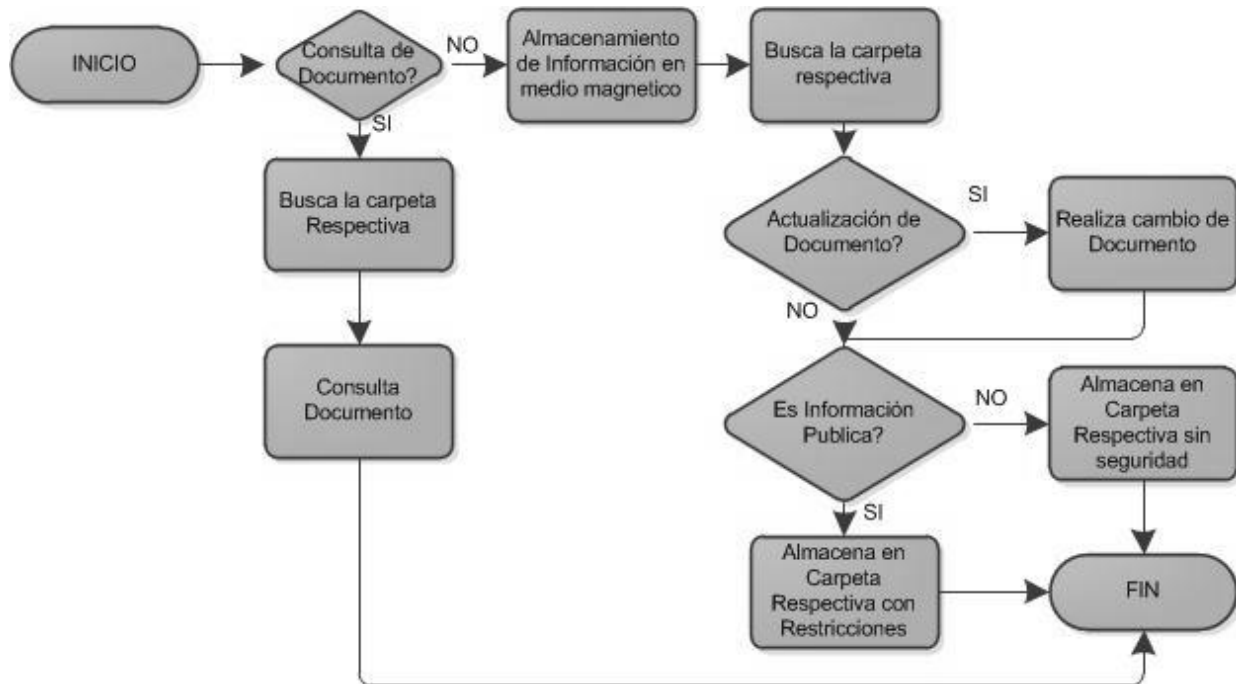 INICIO
Consulta de
Documento?
NO
Almacenamiento
de Información en
medio magnetico
Busca la carpeta
respectiva
SI
Busca la carpeta
Respectiva
Actualización de
Documento?
SI
Realiza cambio de
Documento
NO
Consulta
Documento
Es Información
Publica?
NO
Almacena en
Carpeta
Respectiva sin
seguridad
SI
Almacena en
Carpeta
Respectiva con
Restricciones
FIN